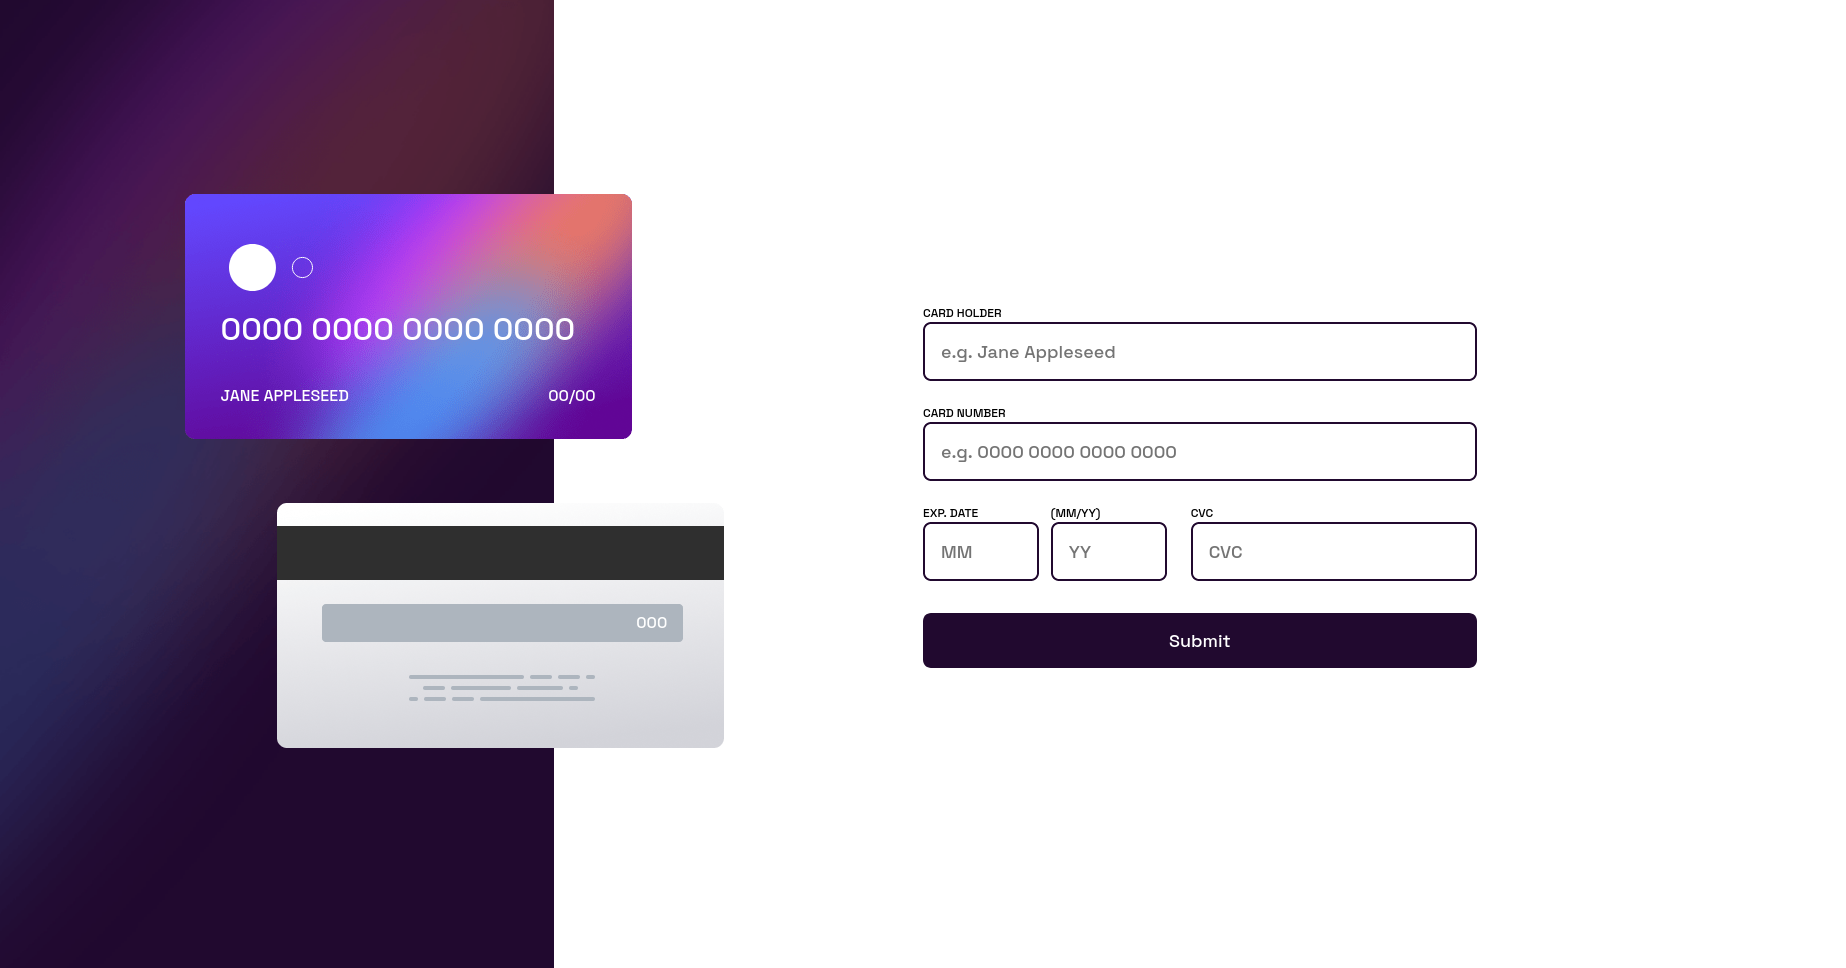 0000 0000 0000 0000
JANE APPLESEED 00/00
000
CARD HOLDER
e.g. Jane Appleseed
CARD NUMBER
e.g. 0000 0000 0000 0000
EXP. DATE (MM/YY) CVC
MM YY CVC
Submit